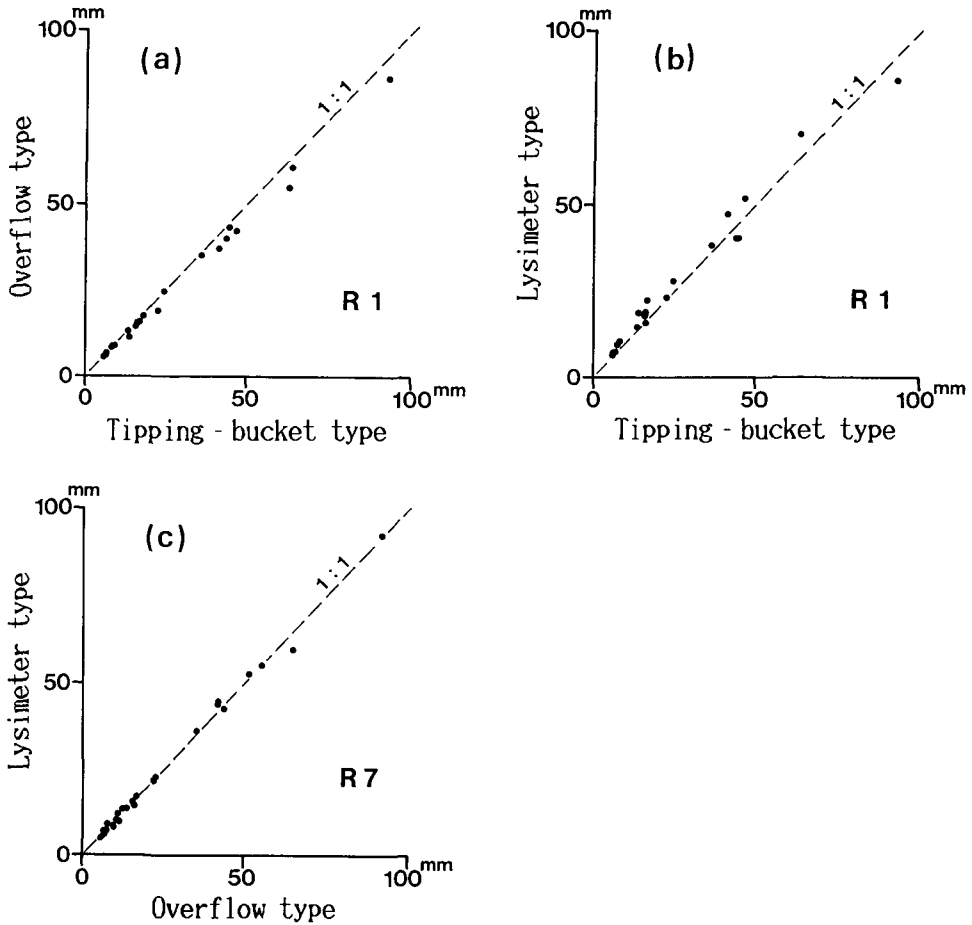 mm
100
(a)
1 : 1
Overflow type
50
R 1
0
0
50
100 mm
Tipping - bucket type
mm
100
(b)
1 : 1
Lysimeter type
50
R 1
0
0
50
100 mm
Tipping - bucket type
mm
100
(c)
1 : 1
Lysimeter type
50
R 7
0
0
50
100 mm
Overflow type